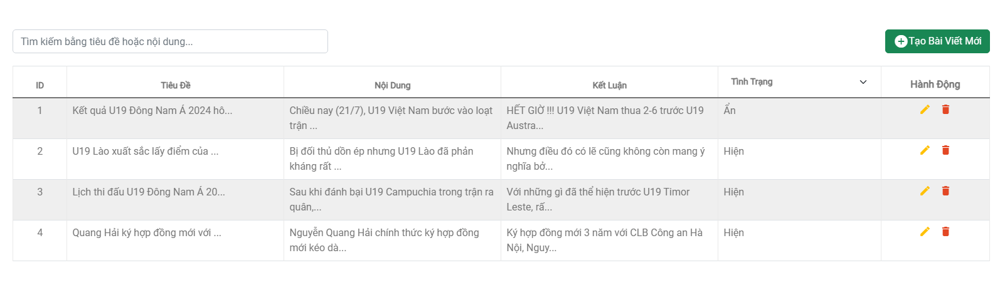 Tìm kiếm bằng tiêu đề hoặc nội dung...
Tạo Bài Viết Mới
ID
Tiêu Đề
Nội Dung
Kết Luận
Tình Trạng
Hành Động
1
Kết quả U19 Đông Nam Á 2024 hô...
Chiều nay (21/7), U19 Việt Nam bước vào loạt
trận ...
HẾT GIỜ !!! U19 Việt Nam thua 2-6 trước U19
Austra...
Ẩn
2
U19 Lào xuất sắc lấy điểm của ...
Bị đối thủ dồn ép nhưng U19 Lào đã phản
kháng rất ...
Nhưng điều đó có lẽ cũng không còn mang ý
nghĩa bở...
Hiện
3
Lịch thi đấu U19 Đông Nam Á 20...
Sau khi đánh bại U19 Campuchia trong trận ra
quân,...
Với những gì đã thể hiện trước U19 Timor
Leste, rấ...
Hiện
4
Quang Hải ký hợp đồng mới với ...
Nguyễn Quang Hải chính thức ký hợp đồng
mới kéo dà...
Ký hợp đồng mới 3 năm với CLB Công an Hà
Nội, Nguy...
Hiện